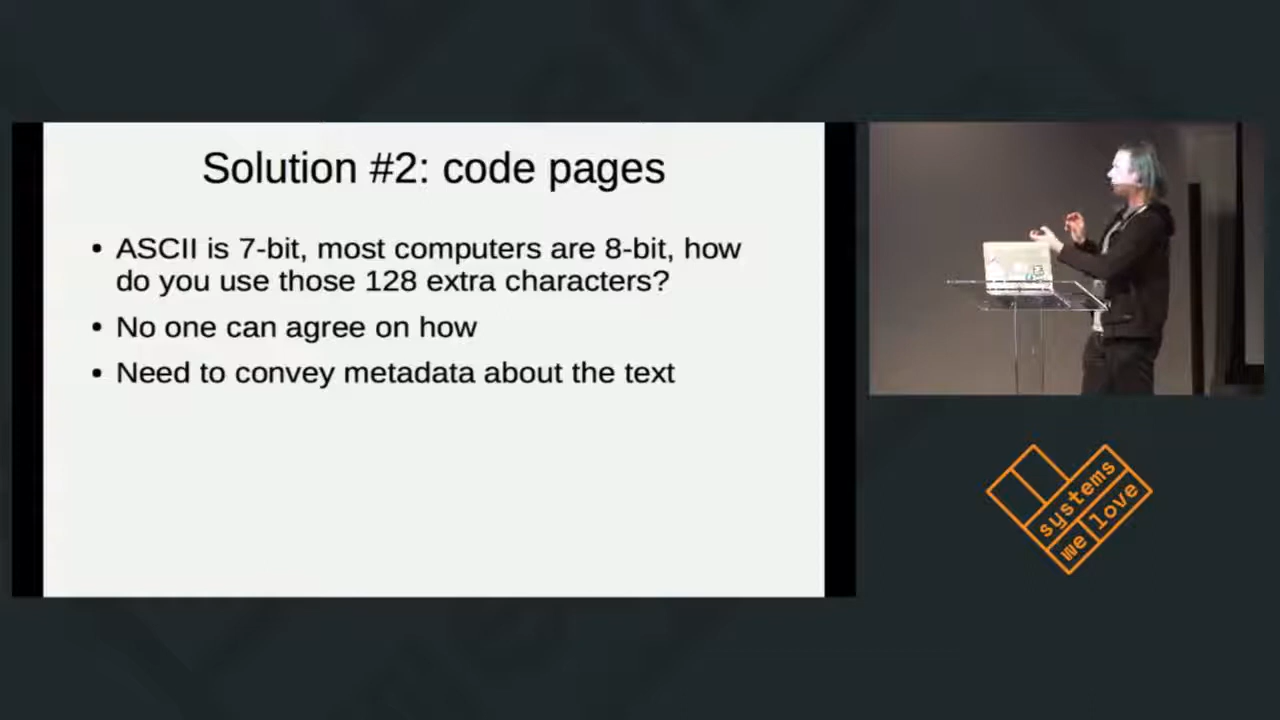 Solution #2: code pages
• ASCII is 7-bit, most computers are 8-bit, how
do you use those 128 extra characters?
• No one can agree on how
• Need to convey metadata about the text
systems
we love